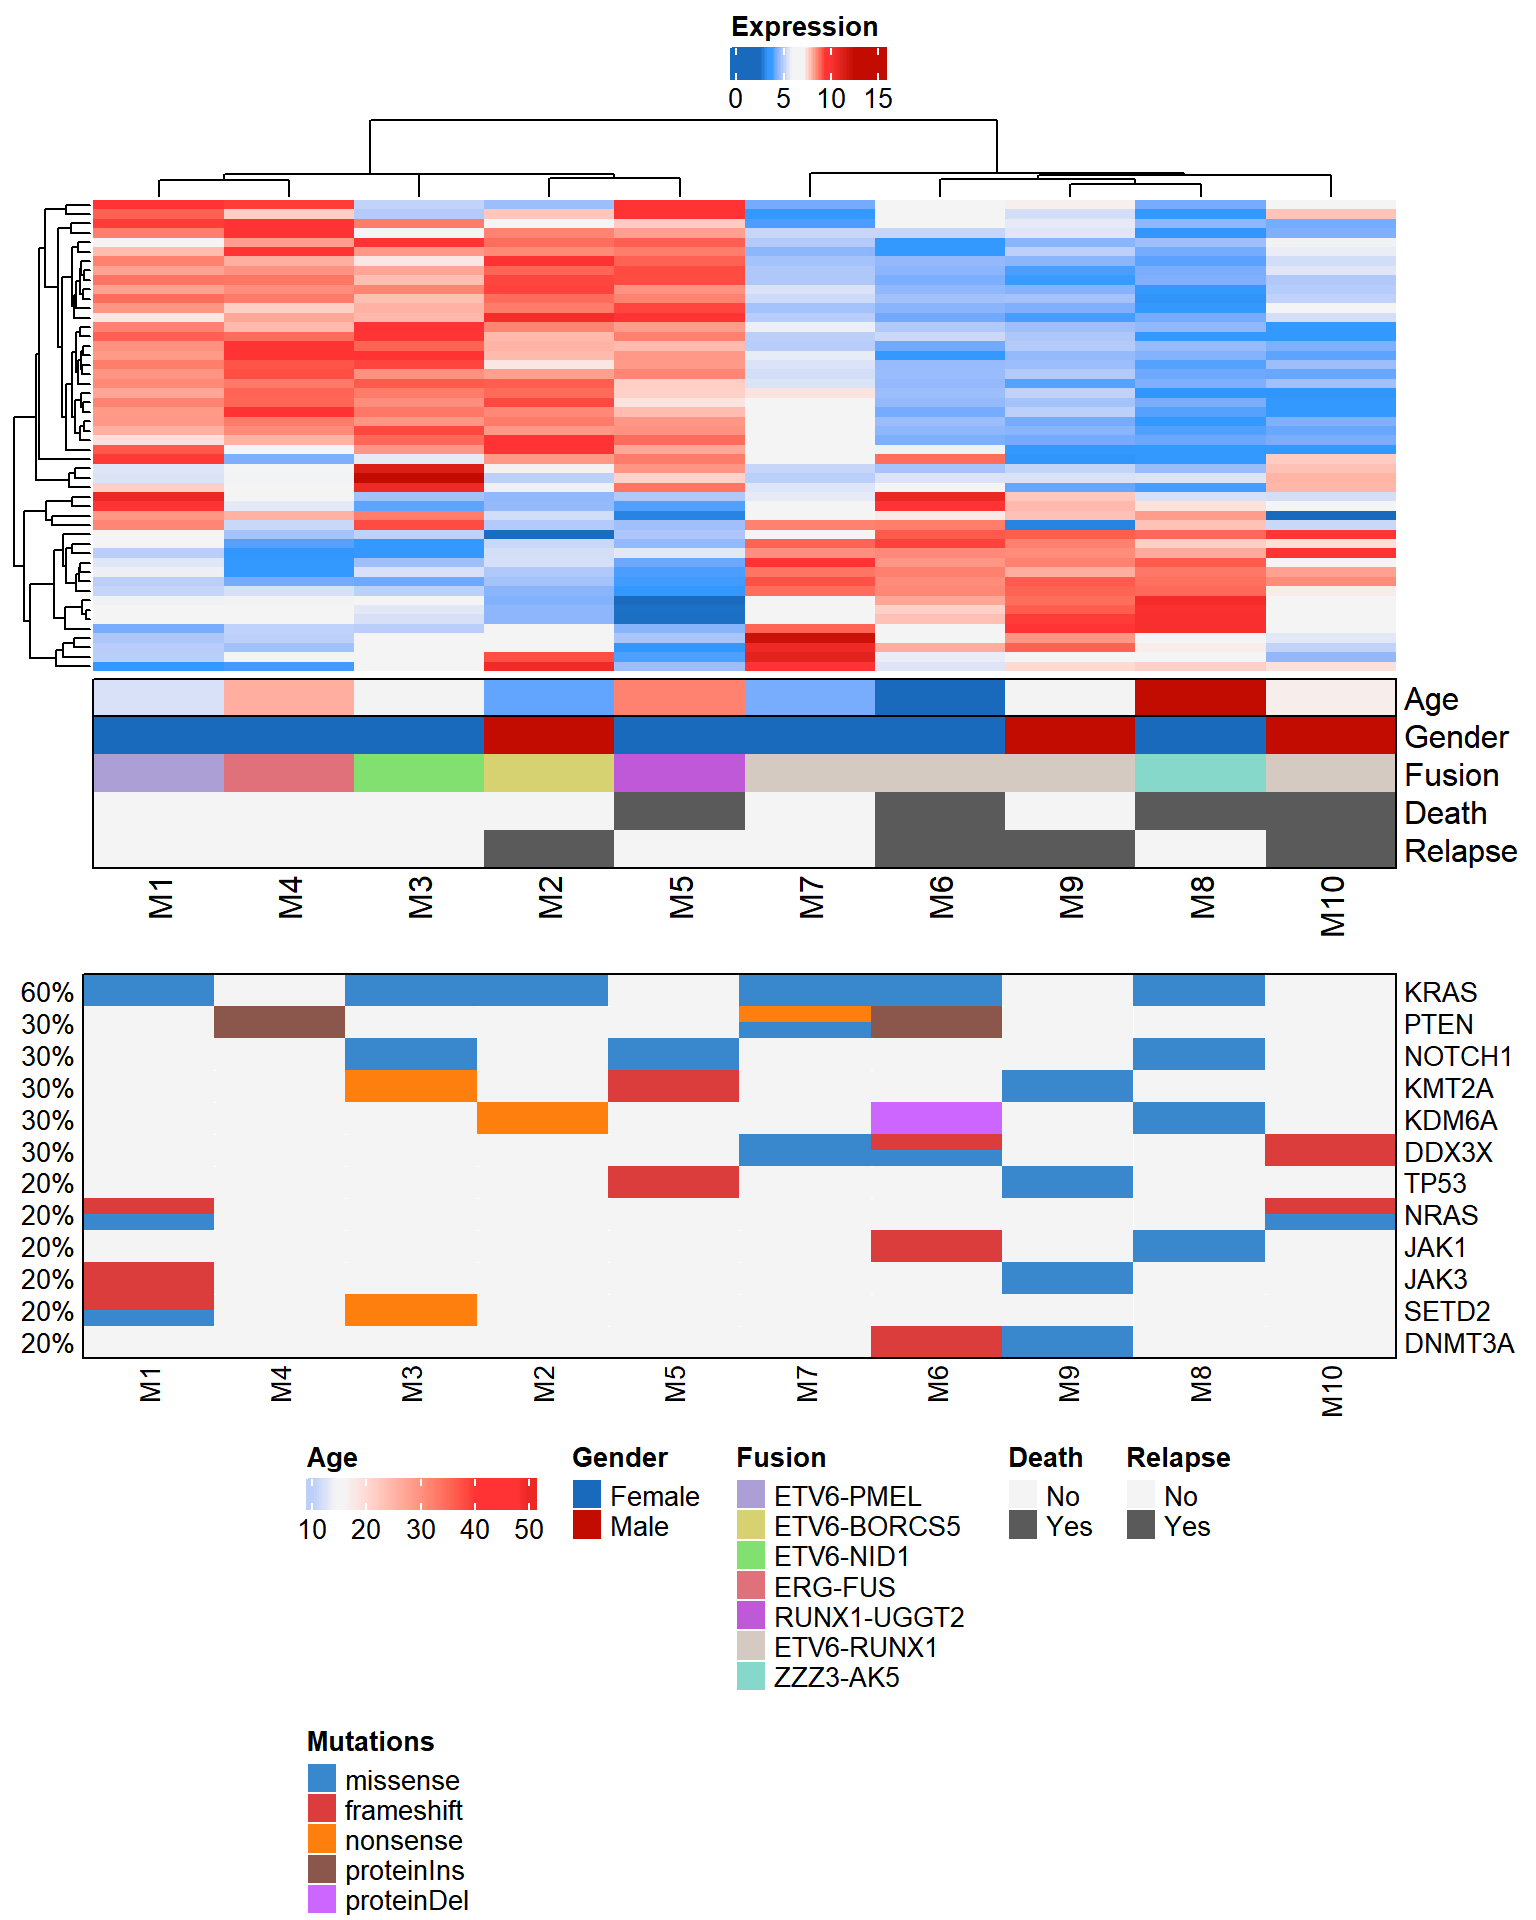 Expression
0 5 10 15
Age
Gender
Fusion
Death
Relapse
M1 M4 M3 M2 M5 M7 M6 M9 M8 M10
60% KRAS
30% PTEN
30% NOTCH1
30% KMT2A
30% KDM6A
30% DDX3X
20% TP53
20% NRAS
20% JAK1
20% JAK3
20% SETD2
20% DNMT3A
M1 M4 M3 M2 M5 M7 M6 M9 M8 M10
Age
10 20 30 40 50
Gender
Female
Male
Fusion
ETV6-PMEL
ETV6-BORCS5
ETV6-NID1
ERG-FUS
RUNX1-UGGT2
ETV6-RUNX1
ZZZ3-AK5
Death
No
Yes
Relapse
No
Yes
Mutations
missense
frameshift
nonsense
proteinIns
proteinDel